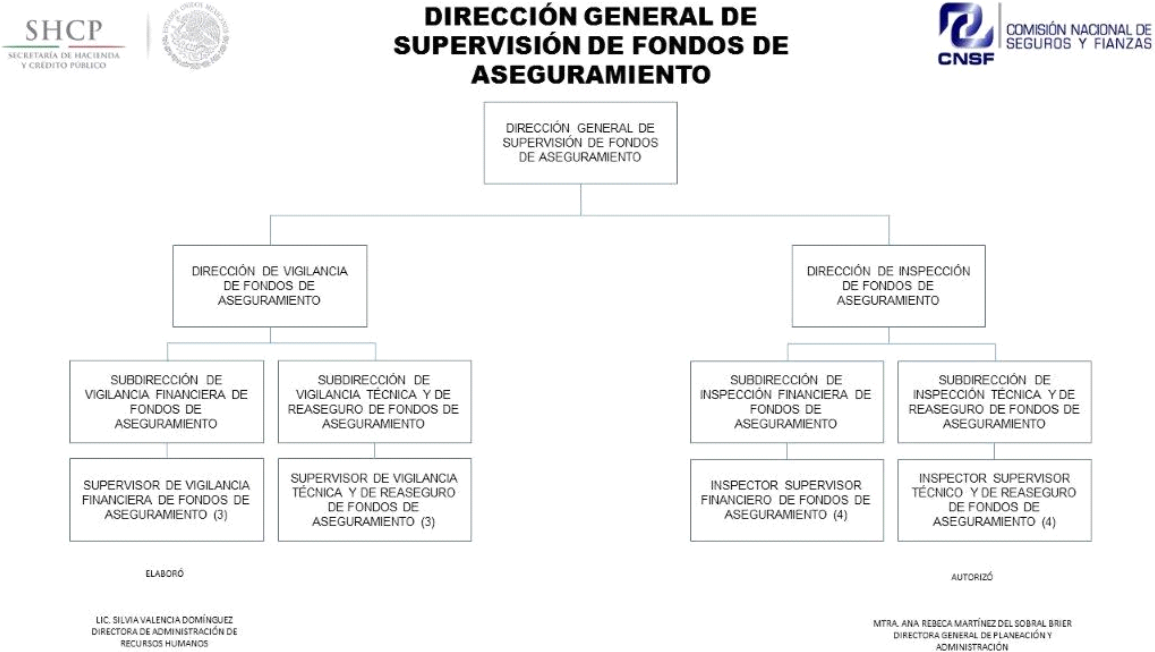 SHCP
SECRETARÍA DE HACIENDA
Y CRÉDITO PÚBLICO
ESTADOS UNIDOS MEXICANOS
DIRECCIÓN GENERAL DE
SUPERVISIÓN DE FONDOS DE
ASEGURAMIENTO
CNSF
COMISIÓN NACIONAL DE
SEGUROS Y FIANZAS
DIRECCIÓN GENERAL DE
SUPERVISIÓN DE FONDOS
DE ASEGURAMIENTO
DIRECCIÓN DE VIGILANCIA
DE FONDOS DE
ASEGURAMIENTO
DIRECCIÓN DE INSPECCIÓN
DE FONDOS DE
ASEGURAMIENTO
SUBDIRECCIÓN DE
VIGILANCIA FINANCIERA DE
FONDOS DE
ASEGURAMIENTO
SUBDIRECCIÓN DE
VIGILANCIA TÉCNICA Y DE
REASEGURO DE FONDOS DE
ASEGURAMIENTO
SUBDIRECCIÓN DE
INSPECCIÓN FINANCIERA DE
FONDOS DE
ASEGURAMIENTO
SUBDIRECCIÓN DE
INSPECCIÓN TÉCNICA Y DE
REASEGURO DE FONDOS DE
ASEGURAMIENTO
SUPERVISOR DE VIGILANCIA
FINANCIERA DE FONDOS DE
ASEGURAMIENTO (3)
SUPERVISOR DE VIGILANCIA
TÉCNICA Y DE REASEGURO
DE FONDOS DE
ASEGURAMIENTO (3)
INSPECTOR SUPERVISOR
FINANCIERO DE FONDOS DE
ASEGURAMIENTO (4)
INSPECTOR SUPERVISOR
TÉCNICO Y DE REASEGURO
DE FONDOS DE
ASEGURAMIENTO (4)
ELABORÓ
LIC. SILVIA VALENCIA DOMÍNGUEZ
DIRECTORA DE ADMINISTRACIÓN DE
RECURSOS HUMANOS
AUTORIZÓ
MTRA. ANA REBECA MARTÍNEZ DEL SOBRAL BRIER
DIRECTORA GENERAL DE PLANEACIÓN Y
ADMINISTRACIÓN